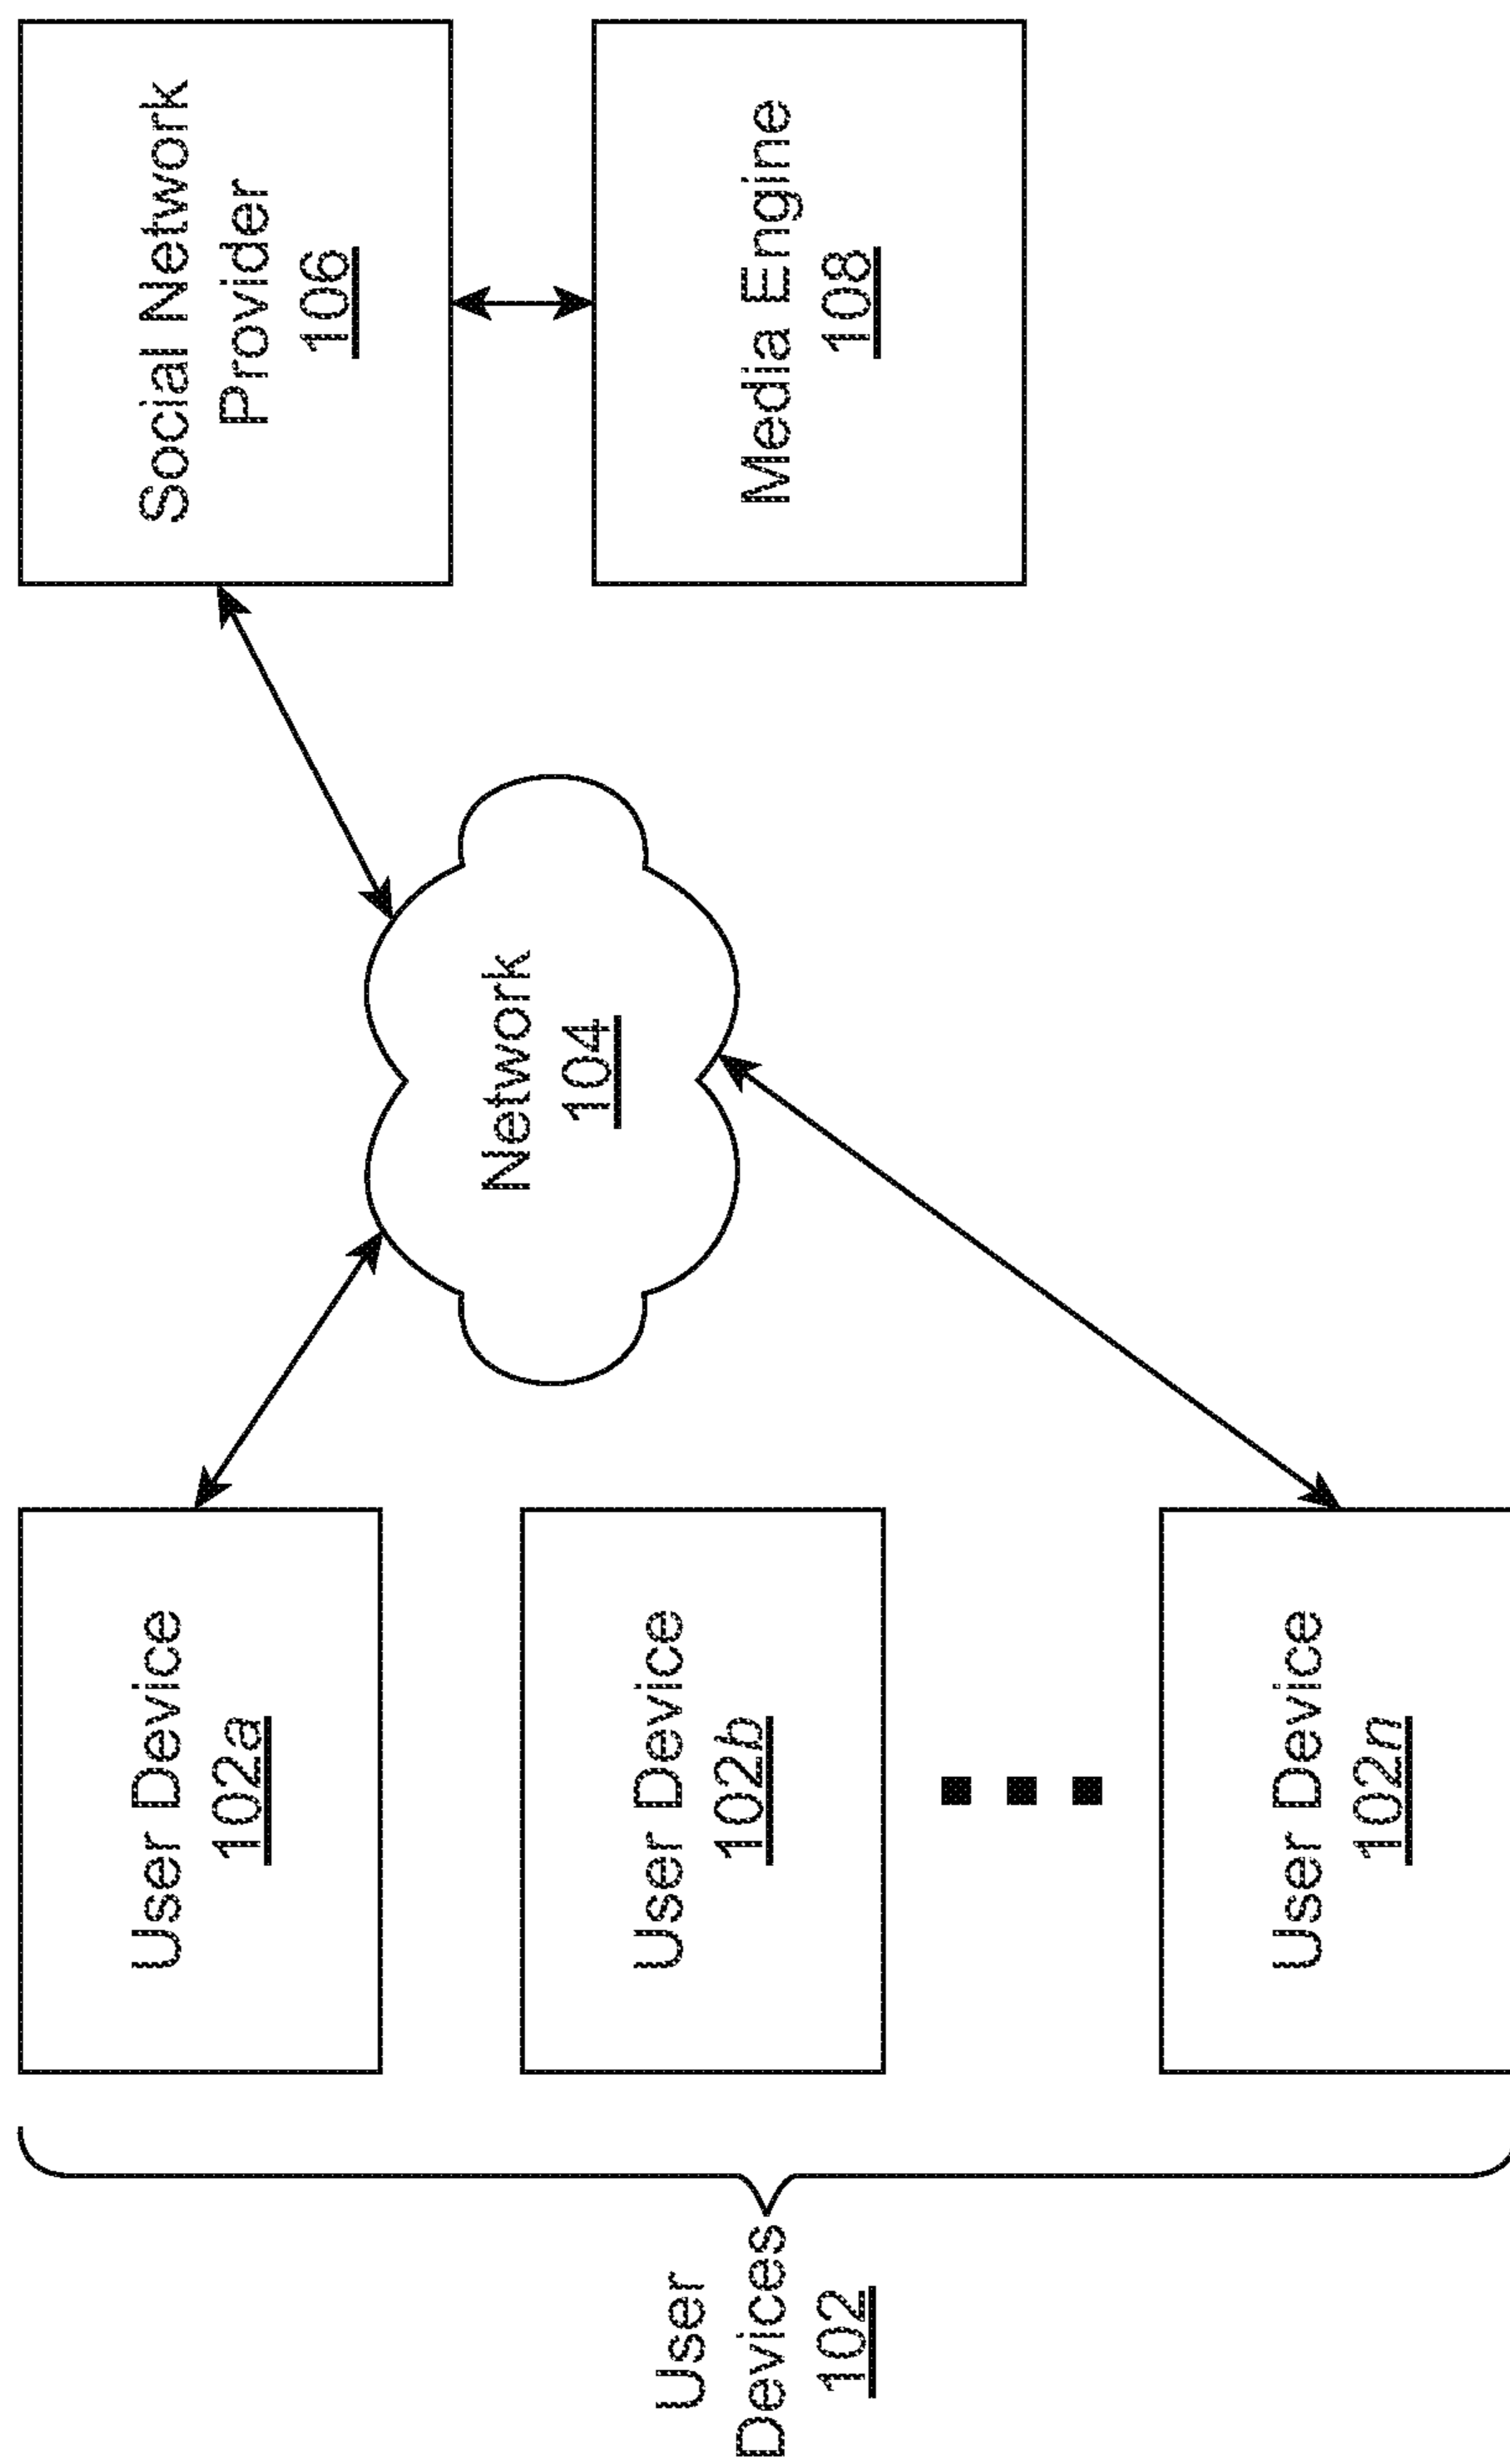 User
Devices
102
User Device
102a
User Device
102b
User Device
102n
Network
104
Social Network
Provider
106
Media Engine
108